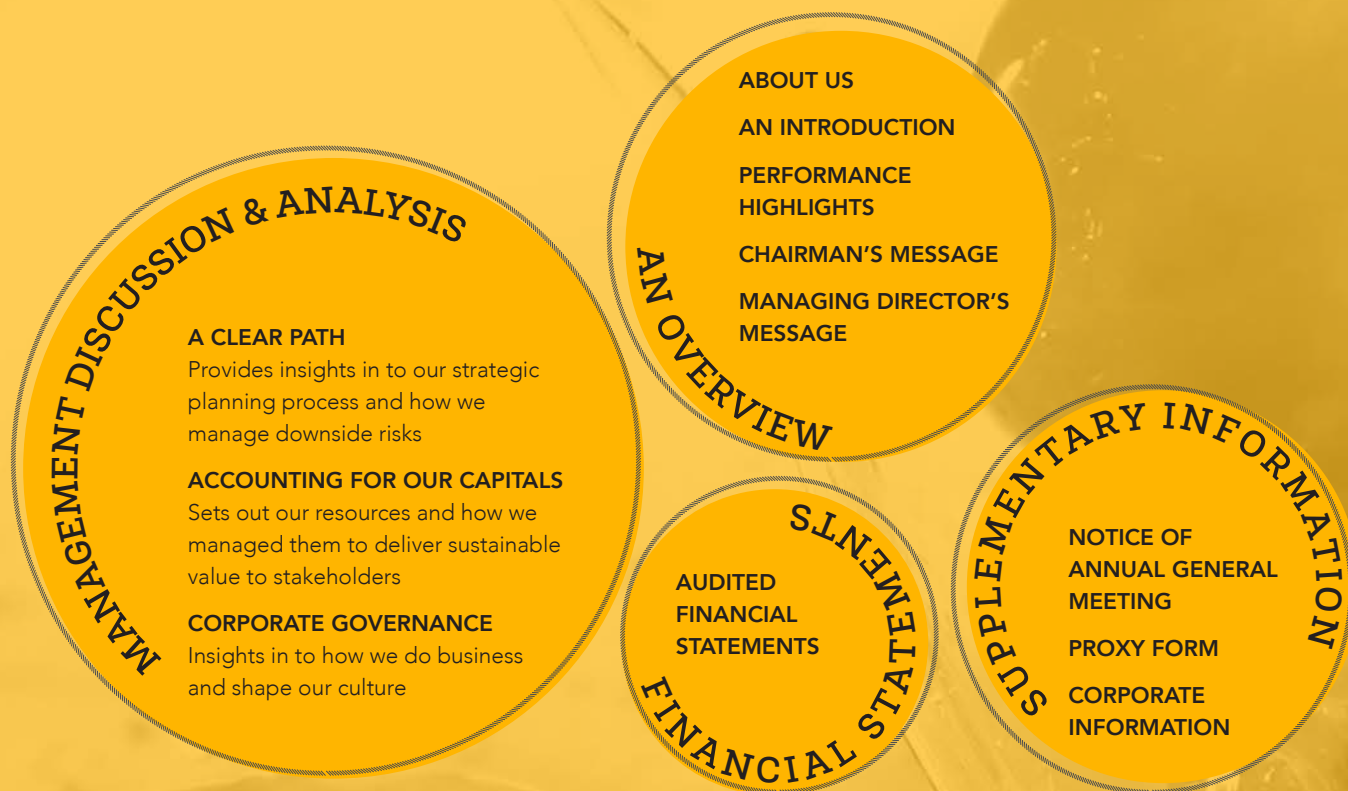 MANAGEMENT DISCUSSION & ANALYSIS
A CLEAR PATH
Provides insights in to our strategic
planning process and how we
manage downside risks
ACCOUNTING FOR OUR CAPITALS
Sets out our resources and how we
managed them to deliver sustainable
value to stakeholders
CORPORATE GOVERNANCE
Insights in to how we do business
and shape our culture
AN OVERVIEW
ABOUT US
AN INTRODUCTION
PERFORMANCE
HIGHLIGHTS
CHAIRMAN’S MESSAGE
MANAGING DIRECTOR’S
MESSAGE
FINANCIAL STATEMENTS
AUDITED
FINANCIAL
STATEMENTS
SUPPLEMENTARY INFORMATION
NOTICE OF
ANNUAL GENERAL
MEETING
PROXY FORM
CORPORATE
INFORMATION